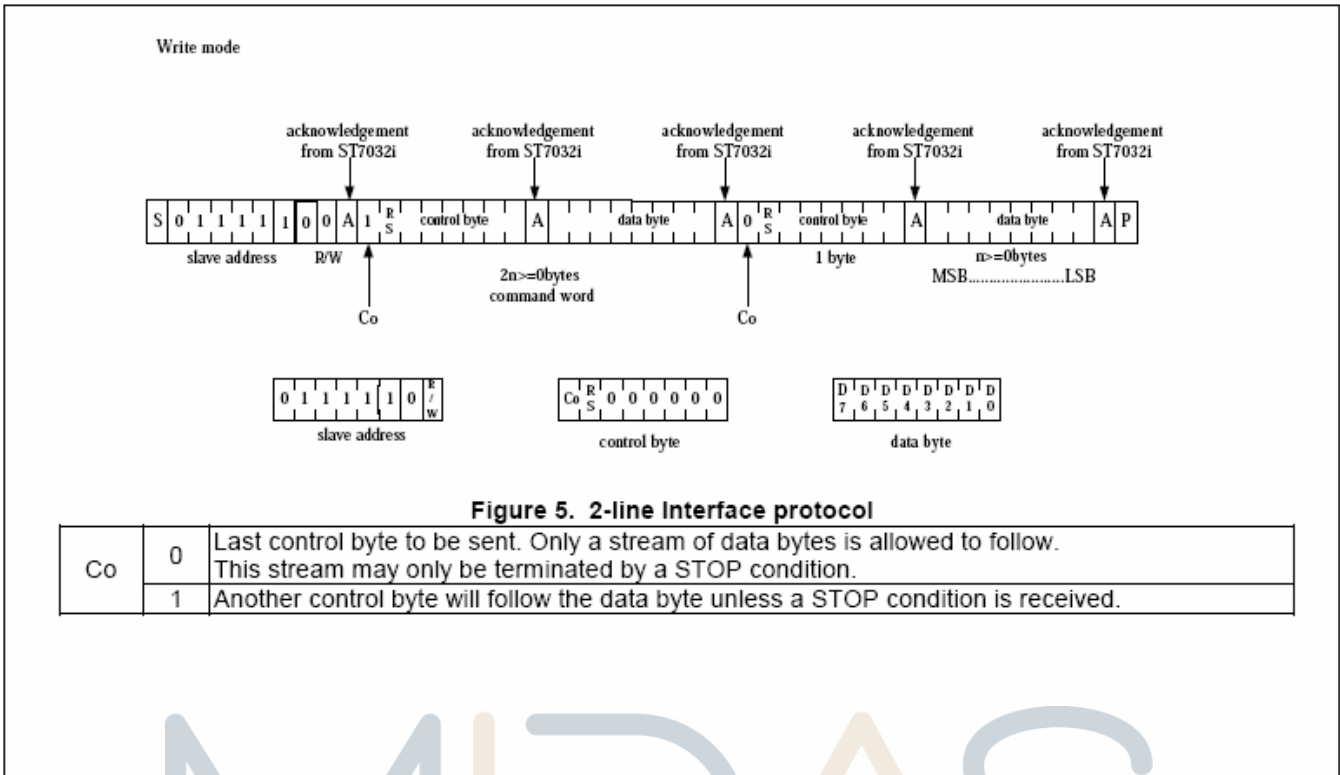 Write mode
acknowledgement acknowledgement acknowledgement acknowledgement acknowledgement
from ST7032i from ST7032i from ST7032i from ST7032i from ST7032i
S 0 1 1 1 1 1 0 0 A 1 RS control byte A data byte A 0 RS control byte A data byte A P
slave address R/W 2n>=0bytes 1 byte n>=0bytes
command word MSB........................LSB
Co Co
0 1 1 1 1 1 0 R/W Co RS 0 0 0 0 0 0 D7 D6 D5 D4 D3 D2 D1 D0
slave address control byte data byte
Figure 5. 2-line Interface protocol
Co 0 Last control byte to be sent. Only a stream of data bytes is allowed to follow.
This stream may only be terminated by a STOP condition.
1 Another control byte will follow the data byte unless a STOP condition is received.
MIDAS